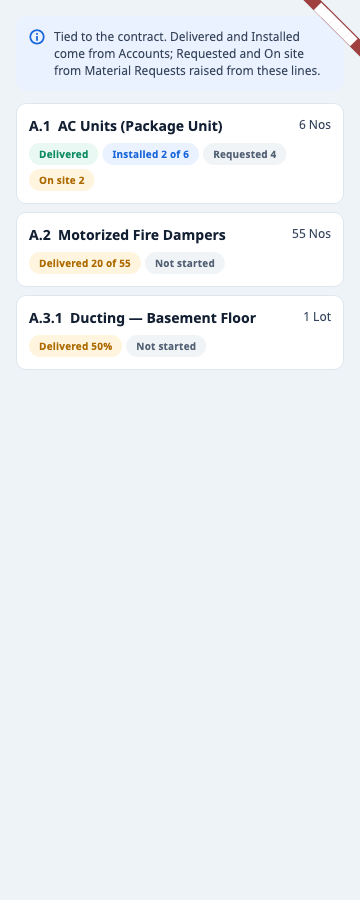 Tied to the contract. Delivered and Installed
come from Accounts; Requested and On site
from Material Requests raised from these lines.
A.1 AC Units (Package Unit) 6 Nos
Delivered Installed 2 of 6 Requested 4
On site 2
A.2 Motorized Fire Dampers 55 Nos
Delivered 20 of 55 Not started
A.3.1 Ducting — Basement Floor 1 Lot
Delivered 50% Not started